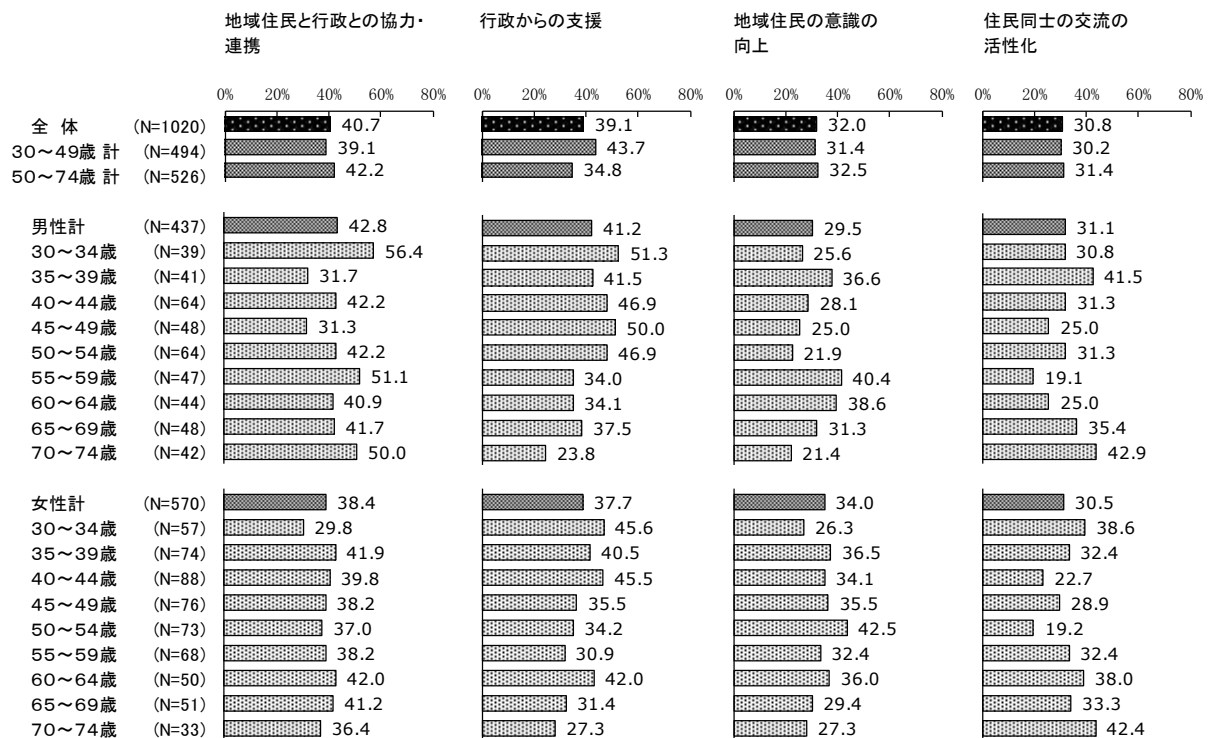 地域住民と行政との協力・ 行政からの支援 地域住民の意識の 住民同士の交流の
連携 向上 活性化
0% 20% 40% 60% 80% 0% 20% 40% 60% 80% 0% 20% 40% 60% 80% 0% 20% 40% 60% 80%
全 体 (N=1020) 40.7 39.1 32.0 30.8
30～49歳 計 (N=494) 39.1 43.7 31.4 30.2
50～74歳 計 (N=526) 42.2 34.8 32.5 31.4
男性計 (N=437) 42.8 41.2 29.5 31.1
30～34歳 (N=39) 56.4 51.3 25.6 30.8
35～39歳 (N=41) 31.7 41.5 36.6 41.5
40～44歳 (N=64) 42.2 46.9 28.1 31.3
45～49歳 (N=48) 31.3 50.0 25.0 25.0
50～54歳 (N=64) 42.2 46.9 21.9 31.3
55～59歳 (N=47) 51.1 34.0 40.4 19.1
60～64歳 (N=44) 40.9 34.1 38.6 25.0
65～69歳 (N=48) 41.7 37.5 31.3 35.4
70～74歳 (N=42) 50.0 23.8 21.4 42.9
女性計 (N=570) 38.4 37.7 34.0 30.5
30～34歳 (N=57) 29.8 45.6 26.3 38.6
35～39歳 (N=74) 41.9 40.5 36.5 32.4
40～44歳 (N=88) 39.8 45.5 34.1 22.7
45～49歳 (N=76) 38.2 35.5 35.5 28.9
50～54歳 (N=73) 37.0 34.2 42.5 19.2
55～59歳 (N=68) 38.2 30.9 32.4 32.4
60～64歳 (N=50) 42.0 42.0 36.0 38.0
65～69歳 (N=51) 41.2 31.4 29.4 33.3
70～74歳 (N=33) 36.4 27.3 27.3 42.4